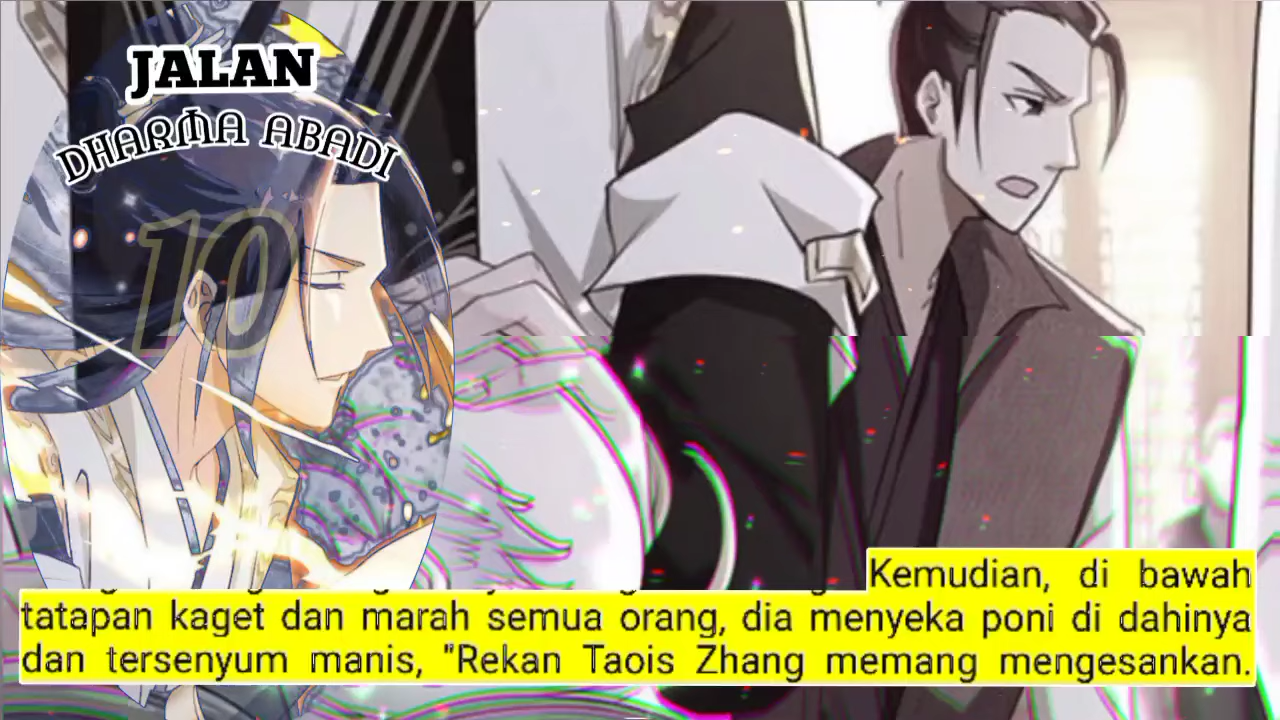 JALAN
DHARMA ABADI
10
Kemudian, di bawah
tatapan kaget dan marah semua orang, dia menyeka poni di dahinya
dan tersenyum manis, "Rekan Taois Zhang memang mengesankan.